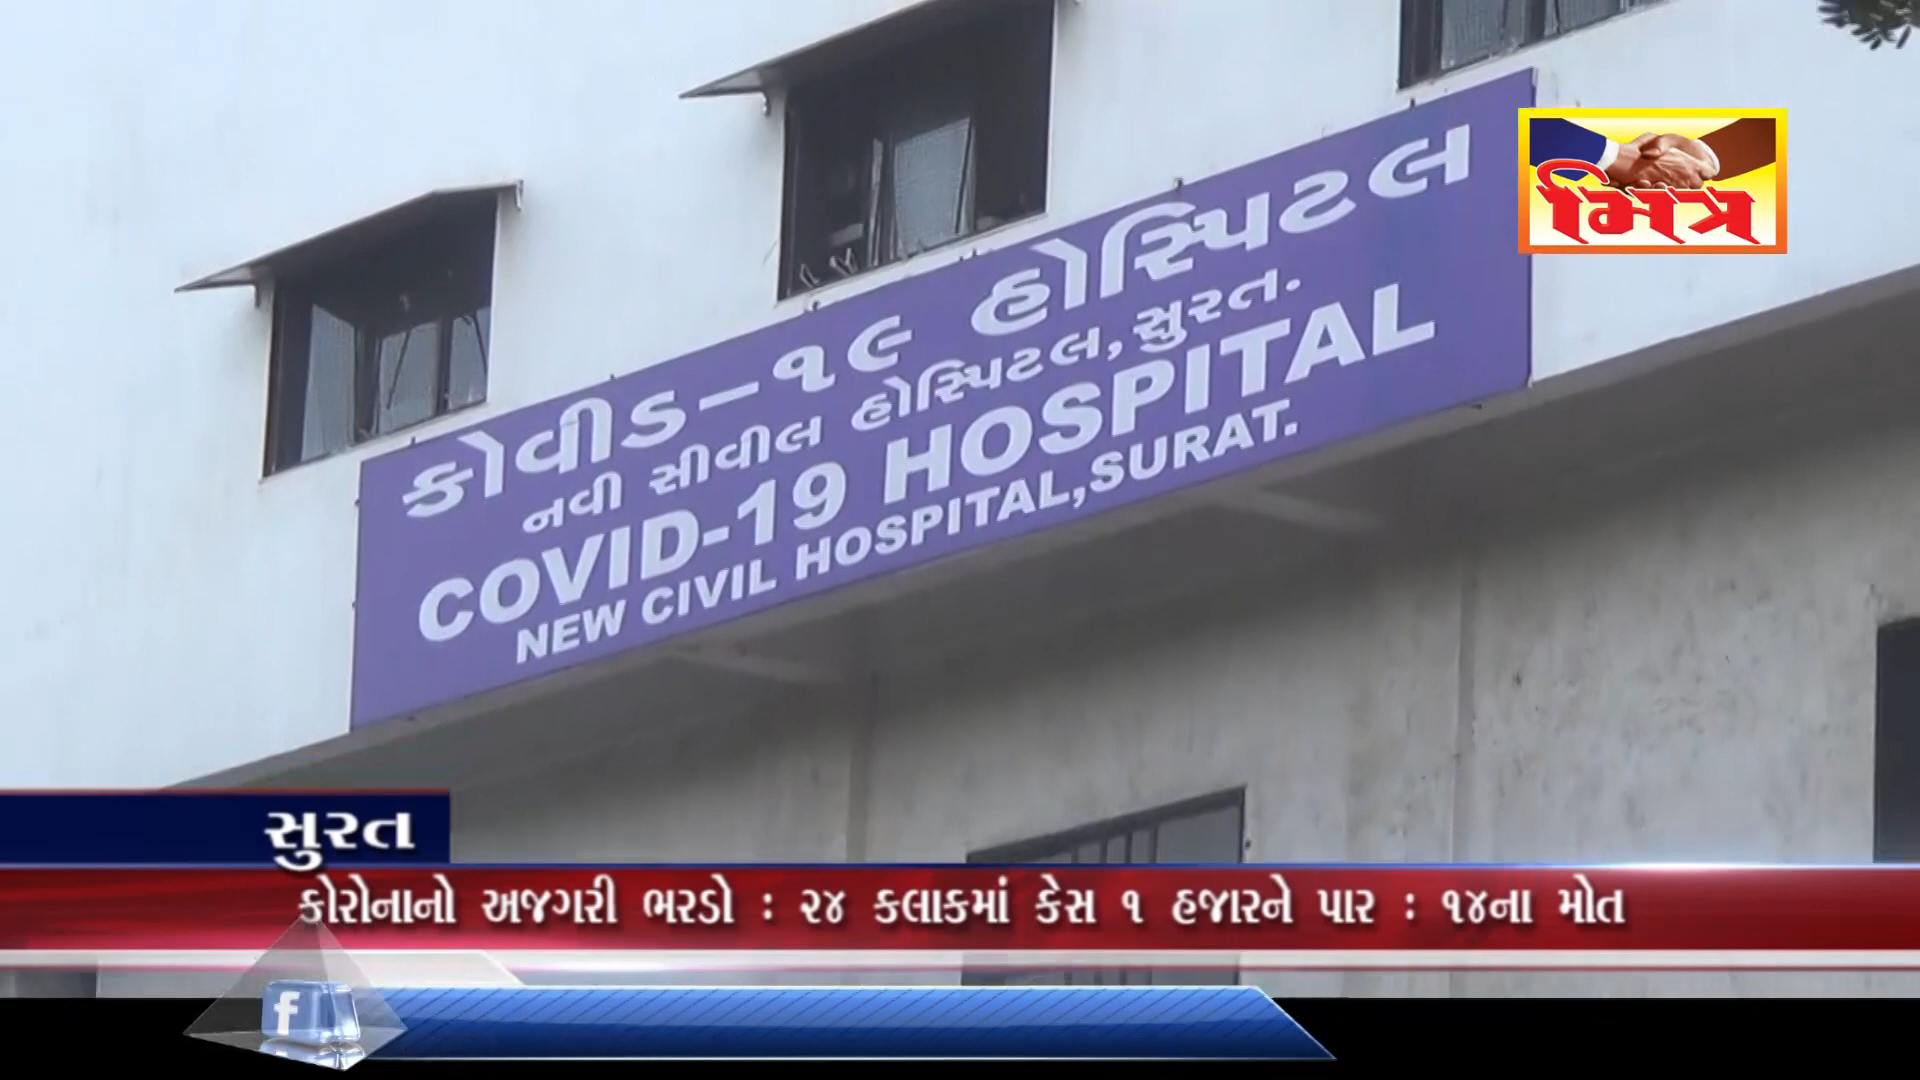 મિત્ર
કોવીડ-૧૯ હોસ્પિટલ
નવી સીવીલ હોસ્પિટલ, સુરત.
COVID-19 HOSPITAL
NEW CIVIL HOSPITAL, SURAT.
સુરત
કોરોનાનો અજગરી ભરડો : ૨૪ કલાકમાં કેસ ૧ હજારને પાર : ૧૪ના મોત
f